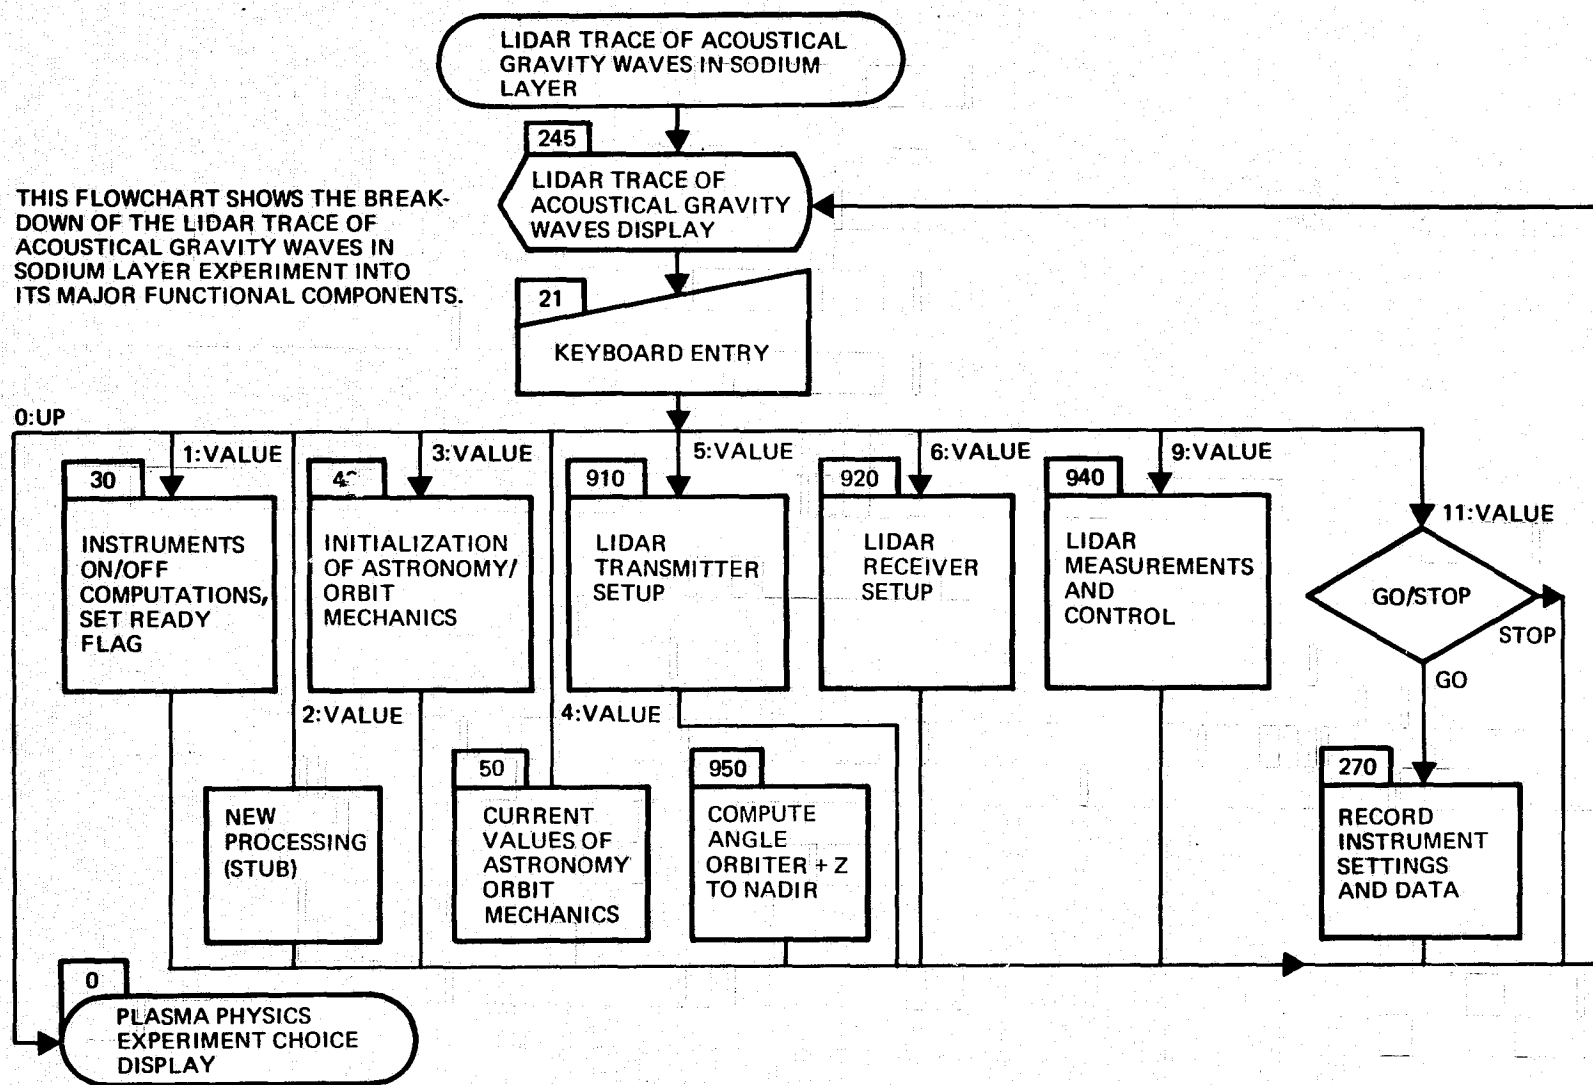 LIDAR TRACE OF ACOUSTICAL
GRAVITY WAVES IN SODIUM
LAYER
245
LIDAR TRACE OF
ACOUSTICAL GRAVITY
WAVES DISPLAY
THIS FLOWCHART SHOWS THE BREAK-
DOWN OF THE LIDAR TRACE OF
ACOUSTICAL GRAVITY WAVES IN
SODIUM LAYER EXPERIMENT INTO
ITS MAJOR FUNCTIONAL COMPONENTS.
21
KEYBOARD ENTRY
0:UP
1:VALUE
30
INSTRUMENTS
ON/OFF
COMPUTATIONS,
SET READY
FLAG
2:VALUE
NEW
PROCESSING
(STUB)
3:VALUE
INITIALIZATION
OF ASTRONOMY/
ORBIT
MECHANICS
4:VALUE
50
CURRENT
VALUES OF
ASTRONOMY
ORBIT
MECHANICS
5:VALUE
910
LIDAR
TRANSMITTER
SETUP
950
COMPUTE
ANGLE
ORBITER + Z
TO NADIR
6:VALUE
920
LIDAR
RECEIVER
SETUP
9:VALUE
940
LIDAR
MEASUREMENTS
AND
CONTROL
11:VALUE
GO/STOP
STOP
GO
270
RECORD
INSTRUMENT
SETTINGS
AND DATA
0
PLASMA PHYSICS
EXPERIMENT CHOICE
DISPLAY